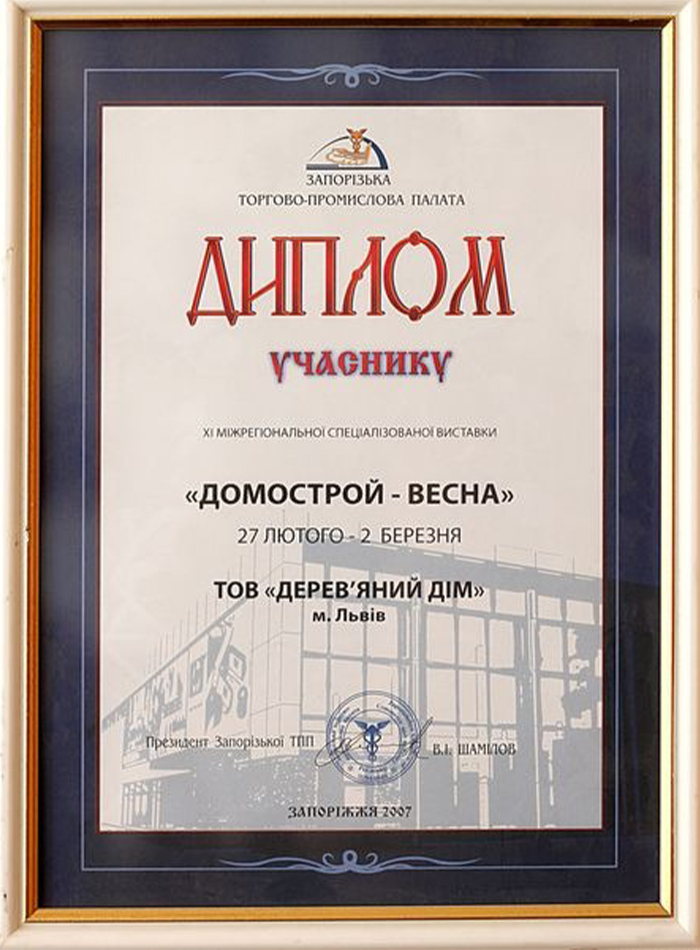 ЗАПОРІЗЬКА
ТОРГОВО-ПРОМИСЛОВА ПАЛАТА
ДИПЛОМ
УЧАСНИКУ
XI МІЖРЕГІОНАЛЬНОЇ СПЕЦІАЛІЗОВАНОЇ ВИСТАВКИ
«ДОМОСТРОЙ - ВЕСНА»
27 ЛЮТОГО - 2 БЕРЕЗНЯ
ТОВ «ДЕРЕВ’ЯНИЙ ДІМ»
м. Львів
Президент Запорізької ТПП В.І. ШАМІЛОВ
ЗАПОРІЖЖЯ 2007